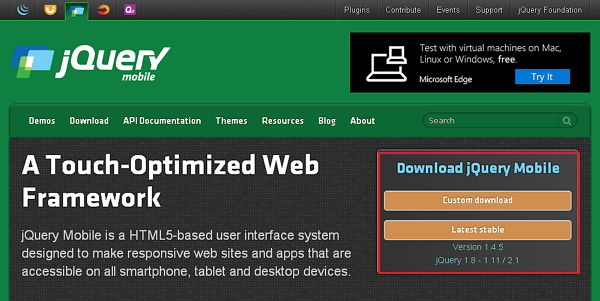 Plugins Contribute Events Support jQuery Foundation
jQuery
mobile
Test with virtual machines on Mac,
Linux or Windows, free.
Microsoft Edge Try It
Demos Download API Documentation Themes Resources Blog About Search
A Touch-Optimized Web
Framework
jQuery Mobile is a HTML5-based user interface system
designed to make responsive web sites and apps that are
accessible on all smartphone, tablet and desktop devices.
Download jQuery Mobile
Custom download
Latest stable
Version 1.4.5
jQuery 1.8 - 1.11 / 2.1